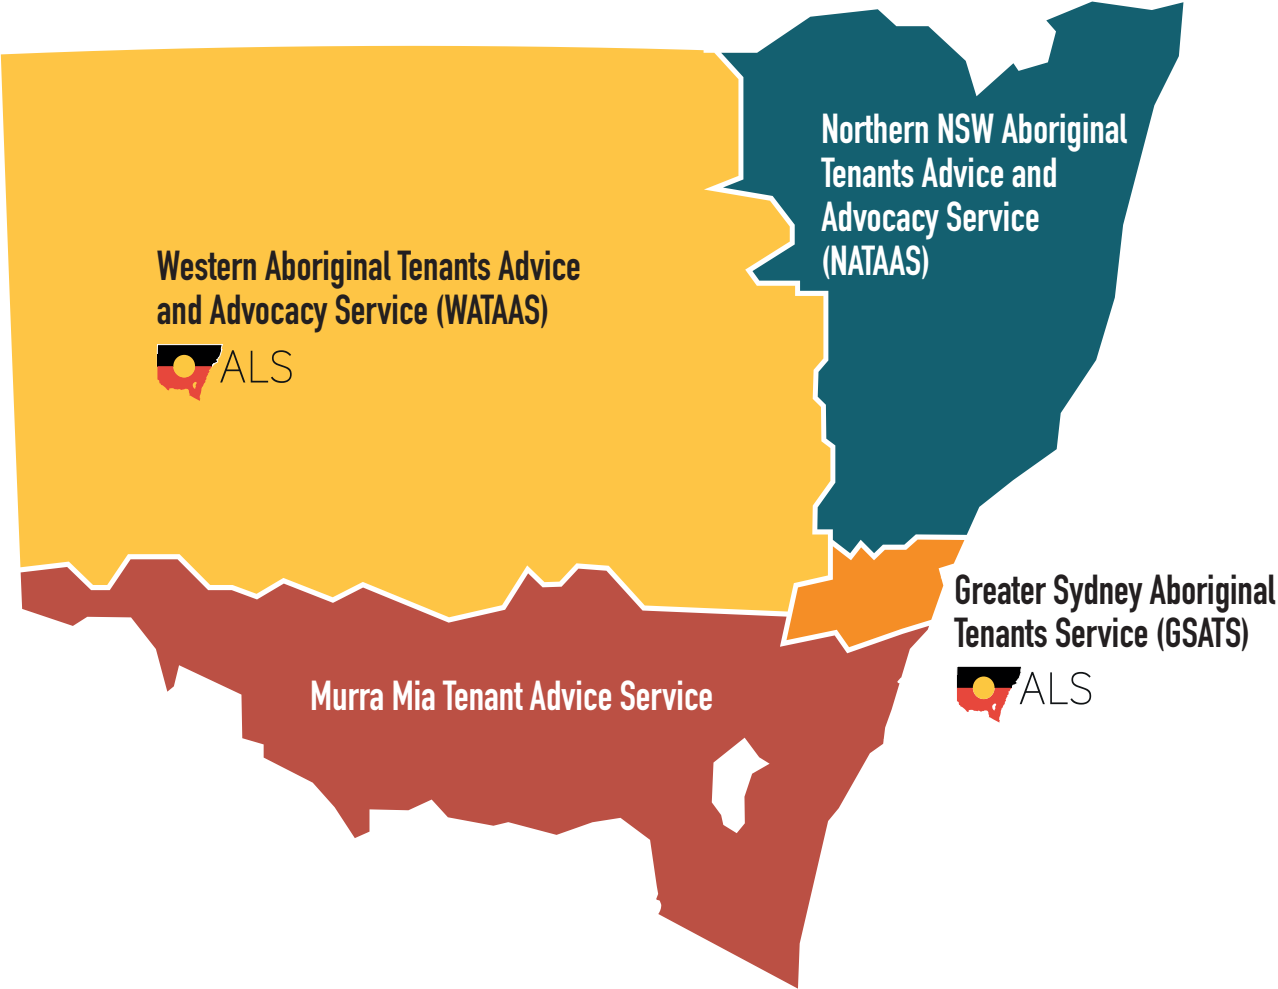 Northern NSW Aboriginal
Tenants Advice and
Advocacy Service
(NATAAS)
Western Aboriginal Tenants Advice
and Advocacy Service (WATAAS)
ALS
Greater Sydney Aboriginal
Tenants Service (GSATS)
ALS
Murra Mia Tenant Advice Service